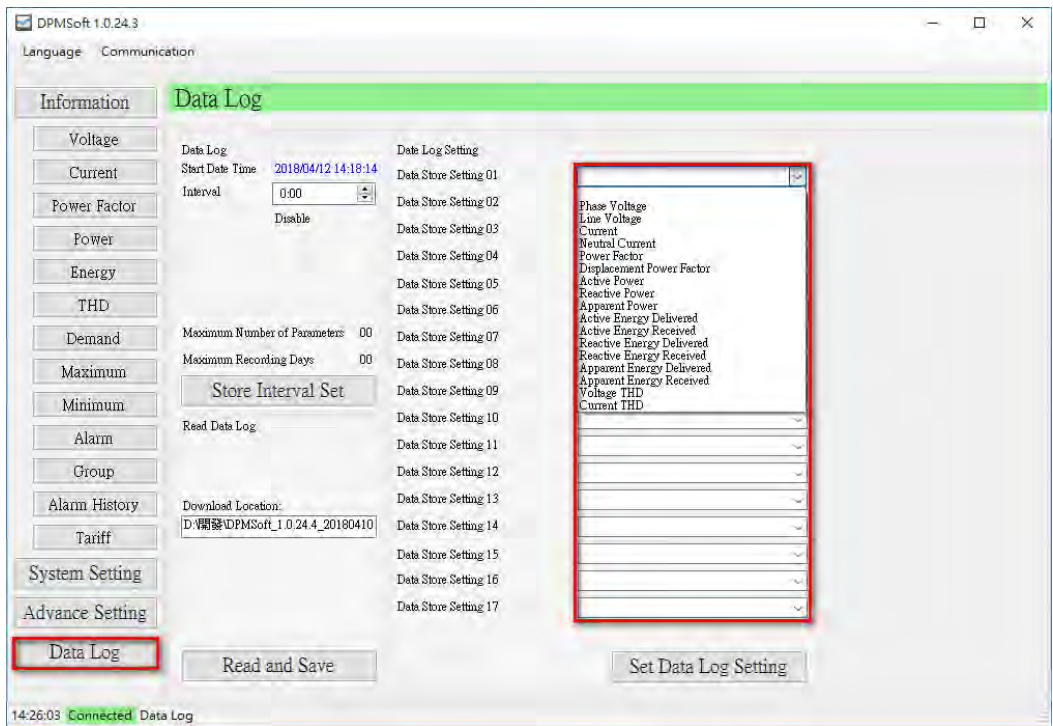 DPMSoft 1.0.24.3
Language Communication
Information
Voltage
Current
Power Factor
Power
Energy
THD
Demand
Maximum
Minimum
Alarm
Group
Alarm History
Tariff
System Setting
Advance Setting
Data Log
Data Log
Data Log
Start Date Time 2018/04/12 14:18:14
Interval 0:00
Disable
Maximum Number of Parameters 00
Maximum Recording Days 00
Store Interval Set
Read Data Log
Download Location:
D:\開發\DPMSoft_1.0.24.4_20180410
Read and Save
Date Log Setting
Data Store Setting 01
Data Store Setting 02
Data Store Setting 03
Data Store Setting 04
Data Store Setting 05
Data Store Setting 06
Data Store Setting 07
Data Store Setting 08
Data Store Setting 09
Data Store Setting 10
Data Store Setting 11
Data Store Setting 12
Data Store Setting 13
Data Store Setting 14
Data Store Setting 15
Data Store Setting 16
Data Store Setting 17
Phase Voltage
Line Voltage
Current
Neutral Current
Power Factor
Displacement Power Factor
Active Power
Reactive Power
Apparent Power
Active Energy Delivered
Active Energy Received
Reactive Energy Delivered
Reactive Energy Received
Apparent Energy Delivered
Apparent Energy Received
Voltage THD
Current THD
Set Data Log Setting
14:26:03 Connected Data Log